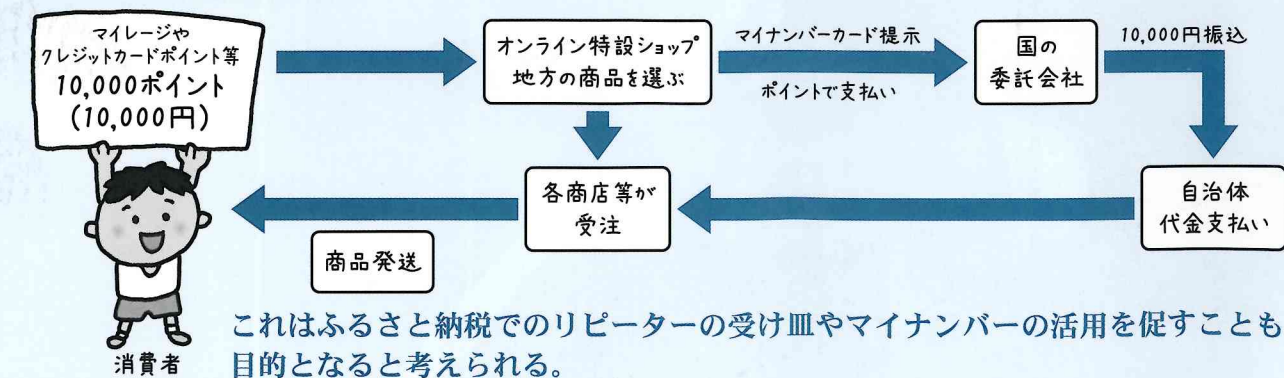 マイレージや
クレジットカードポイント等
10,000ポイント
(10,000円)
オンライン特設ショップ
地方の商品を選ぶ
マイナンバーカード提示
ポイントで支払い
国の
委託会社
10,000円振込
各商店等が
受注
自治体
代金支払い
商品発送
消費者
これはふるさと納税でのリピーターの受け皿やマイナンバーの活用を促すことも
目的となると考えられる。